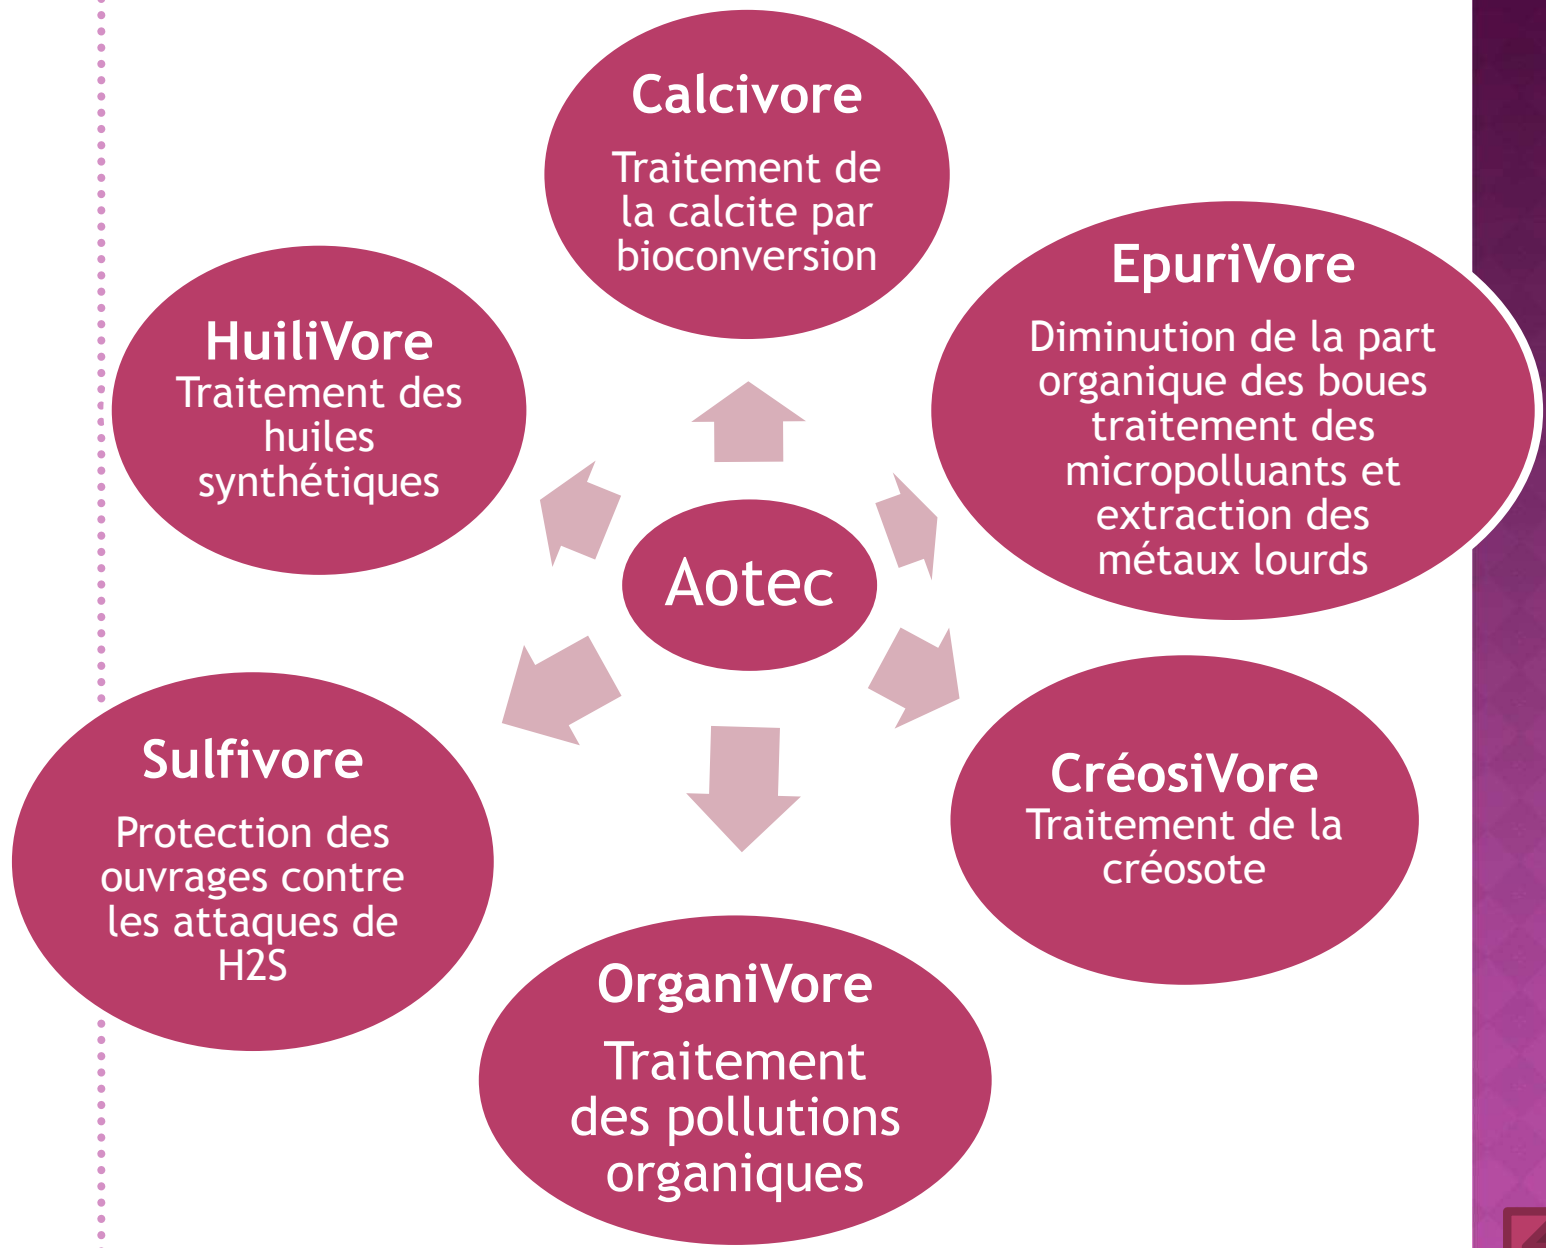 Calcivore
Traitement de
la calcite par
bioconversion
EpuriVore
Diminution de la part
organique des boues
traitement des
micropolluants et
extraction des
métaux lourds
HuiliVore
Traitement des
huiles
synthétiques
Aotec
Sulfivore
Protection des
ouvrages contre
les attaques de
H2S
CréosiVore
Traitement de la
créosote
OrganiVore
Traitement
des pollutions
organiques